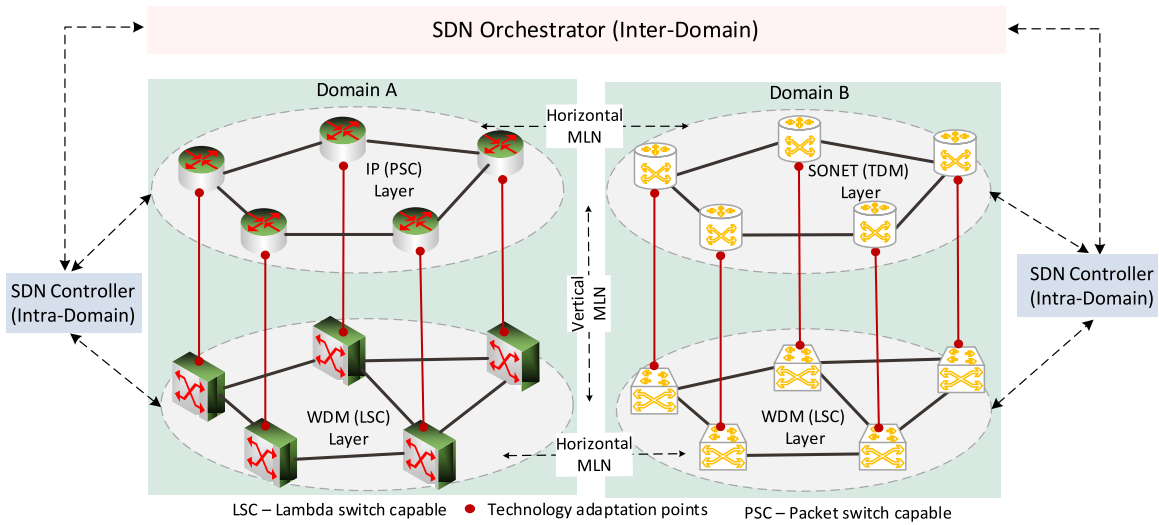 SDN Orchestrator (Inter-Domain)
Domain A
Domain B
Horizontal
MLN
IP (PSC)
Layer
SONET (TDM)
Layer
SDN Controller
(Intra-Domain)
Vertical
MLN
SDN Controller
(Intra-Domain)
WDM (LSC)
Layer
WDM (LSC)
Layer
Horizontal
MLN
LSC – Lambda switch capable
Technology adaptation points
PSC – Packet switch capable